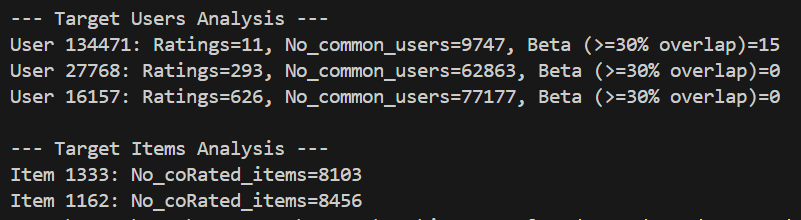 --- Target Users Analysis ---
User 134471: Ratings=11, No_common_users=9747, Beta (>=30% overlap)=15
User 27768: Ratings=293, No_common_users=62863, Beta (>=30% overlap)=0
User 16157: Ratings=626, No_common_users=77177, Beta (>=30% overlap)=0
--- Target Items Analysis ---
Item 1333: No_coRated_items=8103
Item 1162: No_coRated_items=8456